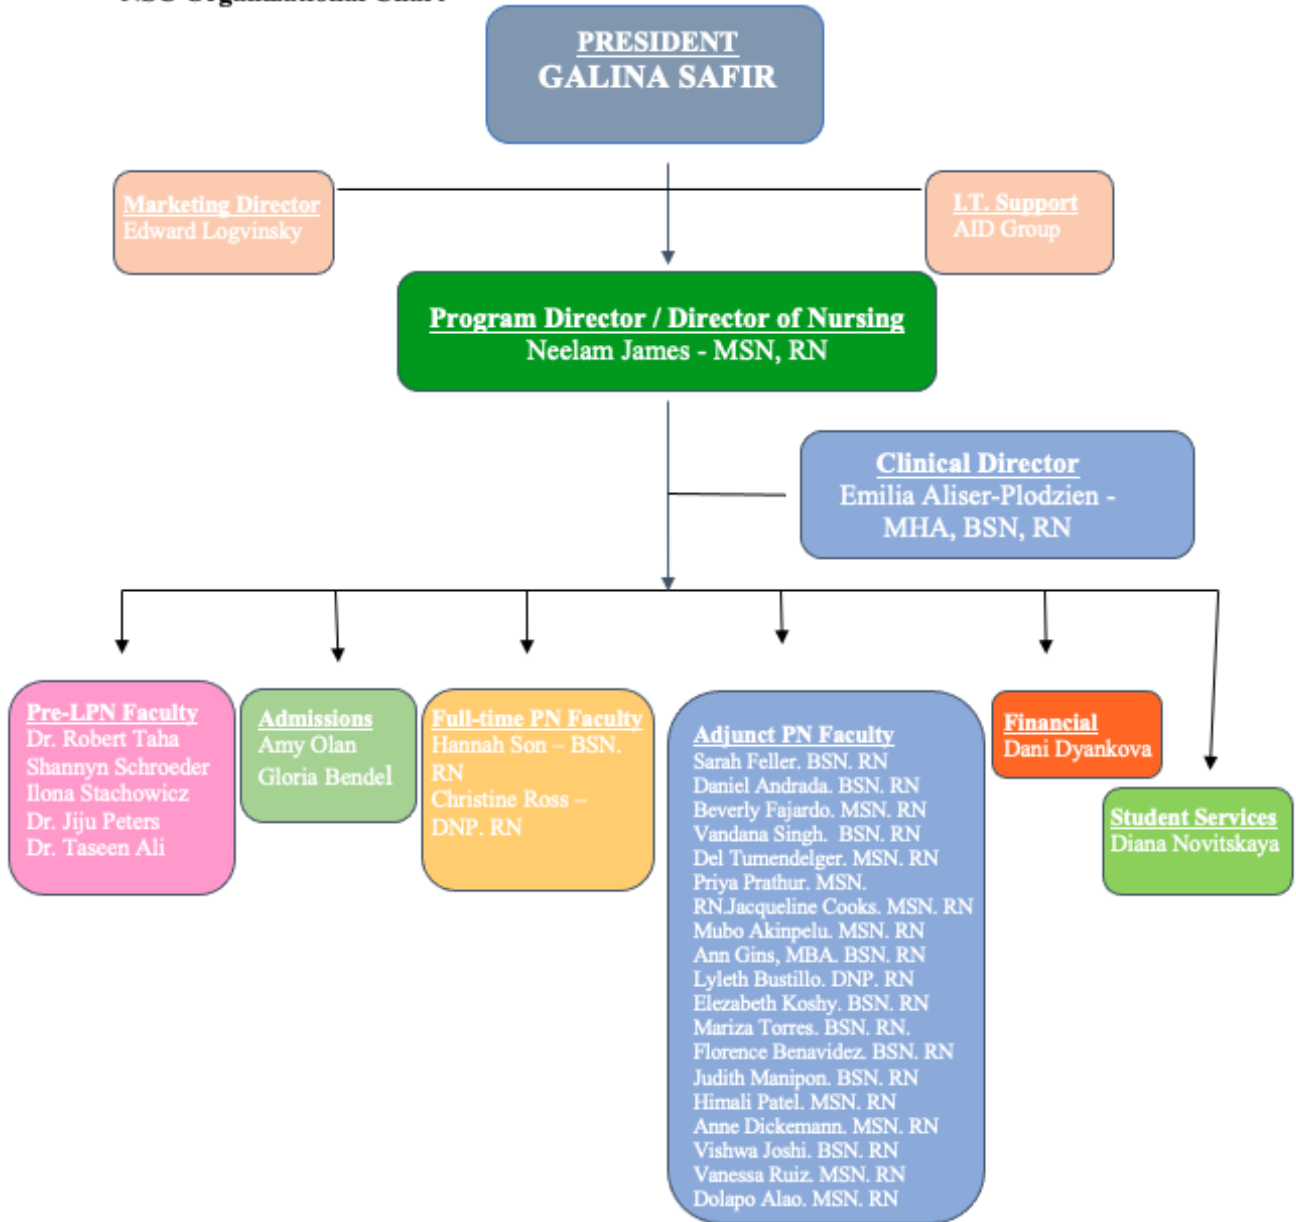 PRESIDENT
GALINA SAFIR
Marketing Director
Edward Logvinsky
I.T. Support
AID Group
Program Director / Director of Nursing
Neelam James - MSN, RN
Clinical Director
Emilia Aliser-Plodzien -
MHA, BSN, RN
Pre-LPN Faculty
Dr. Robert Taha
Shannyn Schroeder
Ilona Stachowicz
Dr. Jiju Peters
Dr. Taseen Ali
Admissions
Amy Olan
Gloria Bendel
Full-time PN Faculty
Hannah Son – BSN.
RN
Christine Ross –
DNP. RN
Adjunct PN Faculty
Sarah Feller. BSN. RN
Daniel Andrada. BSN. RN
Beverly Fajardo. MSN. RN
Vandana Singh. BSN. RN
Del Tumendelger. MSN. RN
Priya Prathur. MSN.
RN.Jacqueline Cooks. MSN. RN
Mubo Akinpelu. MSN. RN
Ann Gins, MBA. BSN. RN
Lyleth Bustillo. DNP. RN
Elezabeth Koshy. BSN. RN
Mariza Torres. BSN. RN.
Florence Benavidez. BSN. RN
Judith Manipon. BSN. RN
Himali Patel. MSN. RN
Anne Dickemann. MSN. RN
Vishwa Joshi. BSN. RN
Vanessa Ruiz. MSN. RN
Dolapo Alao. MSN. RN
Financial
Dani Dyankova
Student Services
Diana Novitskaya